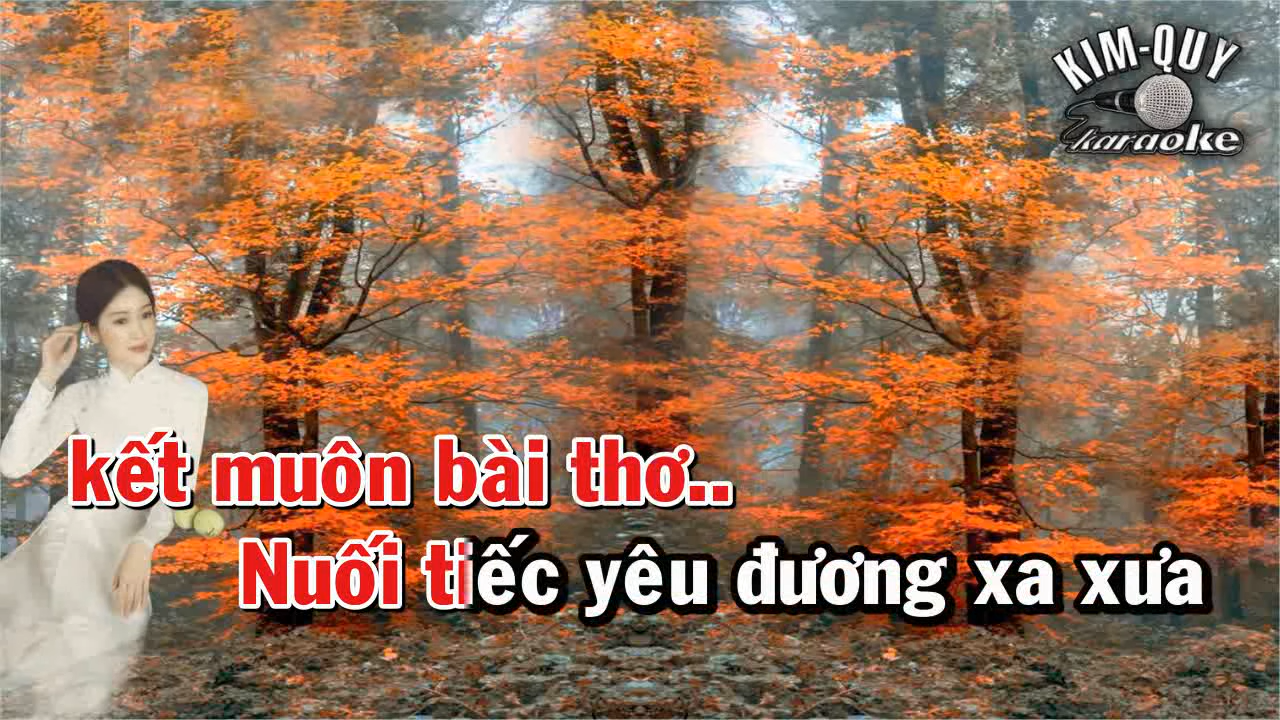 KIM-QUY
karaoke
kết muôn bài thơ..
Nuối tiếc yêu đương xa xưa